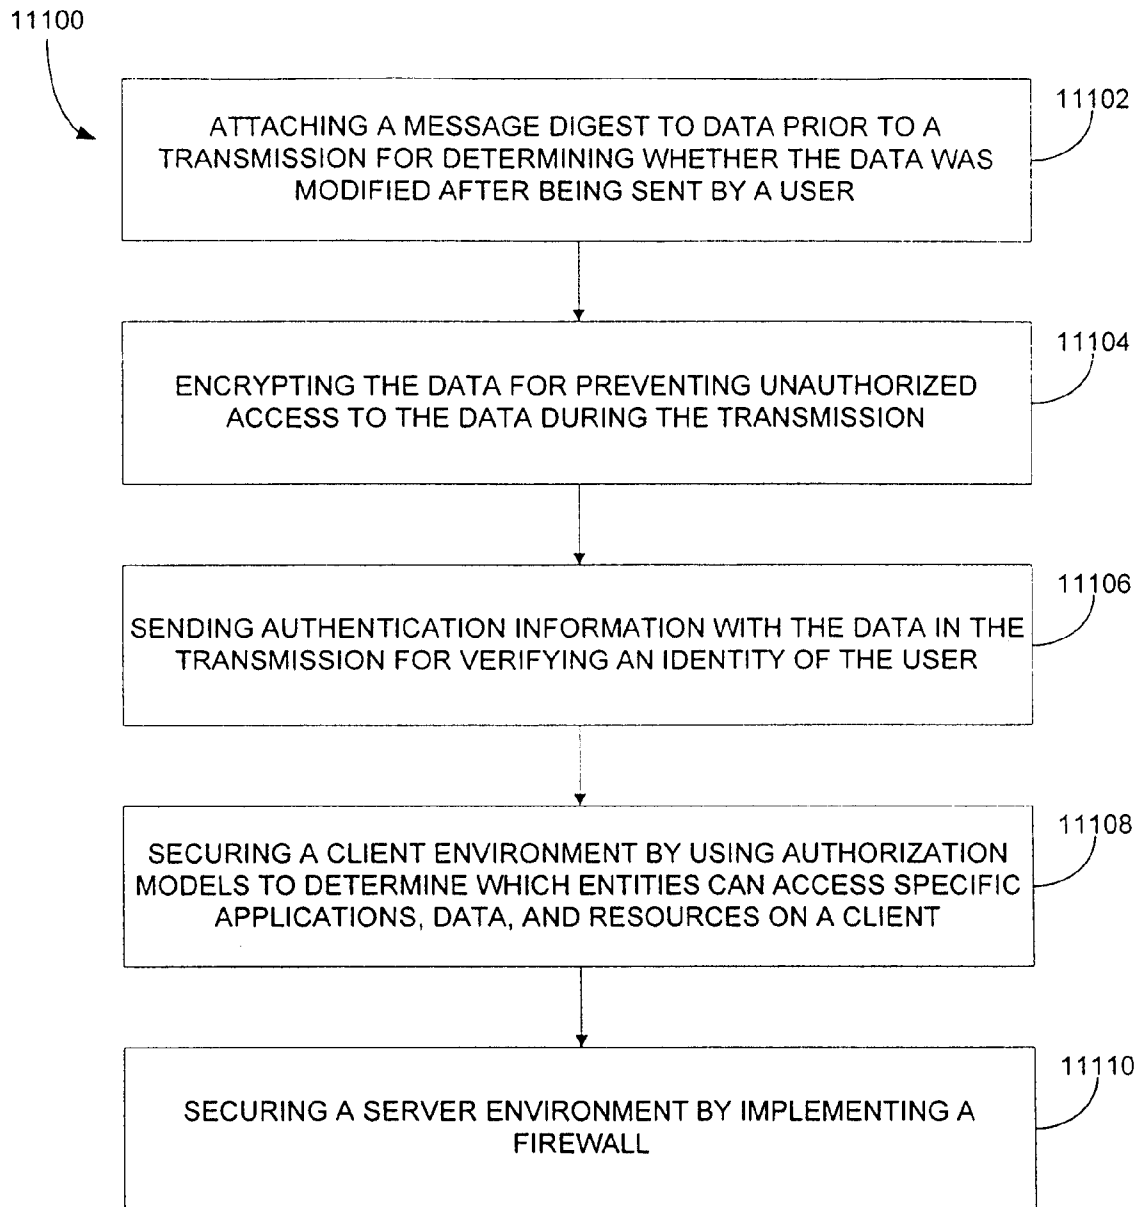 11100
11102
ATTACHING A MESSAGE DIGEST TO DATA PRIOR TO A
TRANSMISSION FOR DETERMINING WHETHER THE DATA WAS
MODIFIED AFTER BEING SENT BY A USER
11104
ENCRYPTING THE DATA FOR PREVENTING UNAUTHORIZED
ACCESS TO THE DATA DURING THE TRANSMISSION
11106
SENDING AUTHENTICATION INFORMATION WITH THE DATA IN THE
TRANSMISSION FOR VERIFYING AN IDENTITY OF THE USER
11108
SECURING A CLIENT ENVIRONMENT BY USING AUTHORIZATION
MODELS TO DETERMINE WHICH ENTITIES CAN ACCESS SPECIFIC
APPLICATIONS, DATA, AND RESOURCES ON A CLIENT
11110
SECURING A SERVER ENVIRONMENT BY IMPLEMENTING A
FIREWALL